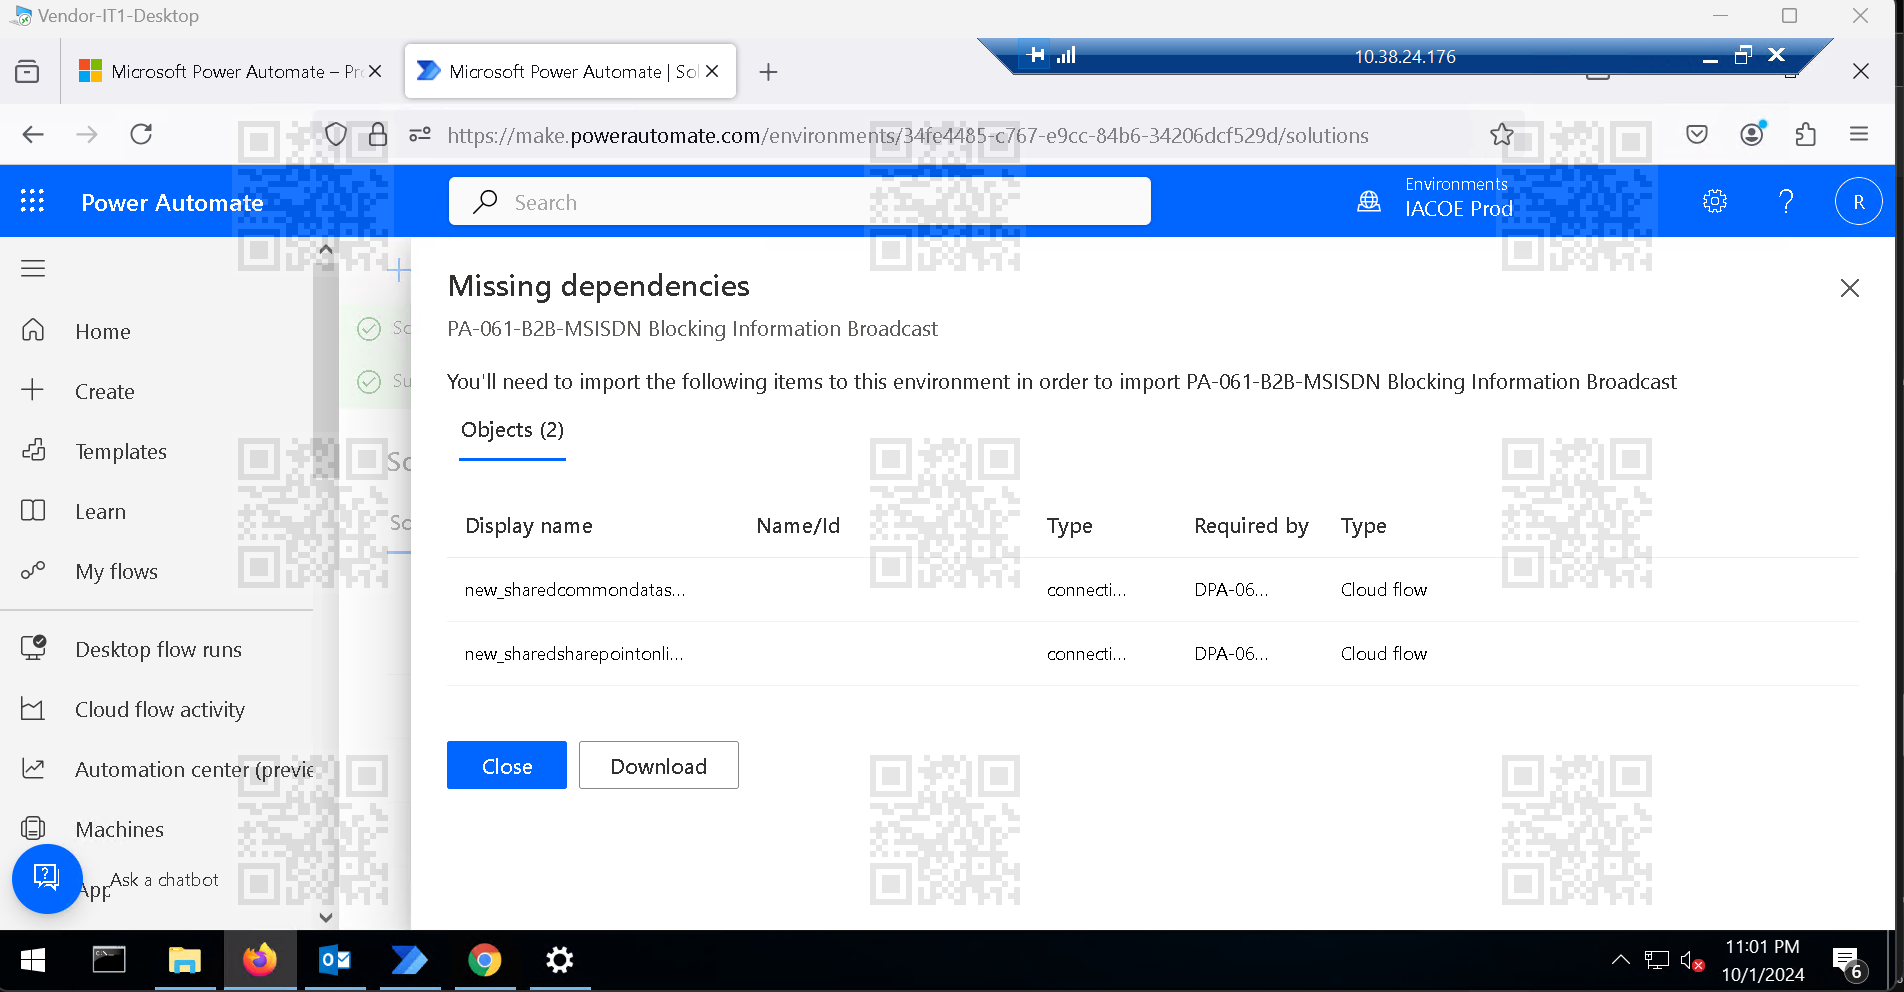 Vendor-IT1-Desktop
Microsoft Power Automate – Pr
Microsoft Power Automate | Sol
10.38.24.176
https://make.powerautomate.com/environments/34fe4485-c767-e9cc-84b6-34206dcf529d/solutions
Power Automate
Search
Environments
IACOE Prod
R
Missing dependencies
PA-061-B2B-MSISDN Blocking Information Broadcast
You'll need to import the following items to this environment in order to import PA-061-B2B-MSISDN Blocking Information Broadcast
Objects (2)
Display name Name/Id Type Required by Type
new_sharedcommondatas... connecti... DPA-06... Cloud flow
new_sharedsharepointonli... connecti... DPA-06... Cloud flow
Close
Download
Home
Create
Templates
Learn
My flows
Desktop flow runs
Cloud flow activity
Automation center (previe
Machines
App
Ask a chatbot
So
Su
So
So
11:01 PM
10/1/2024
6